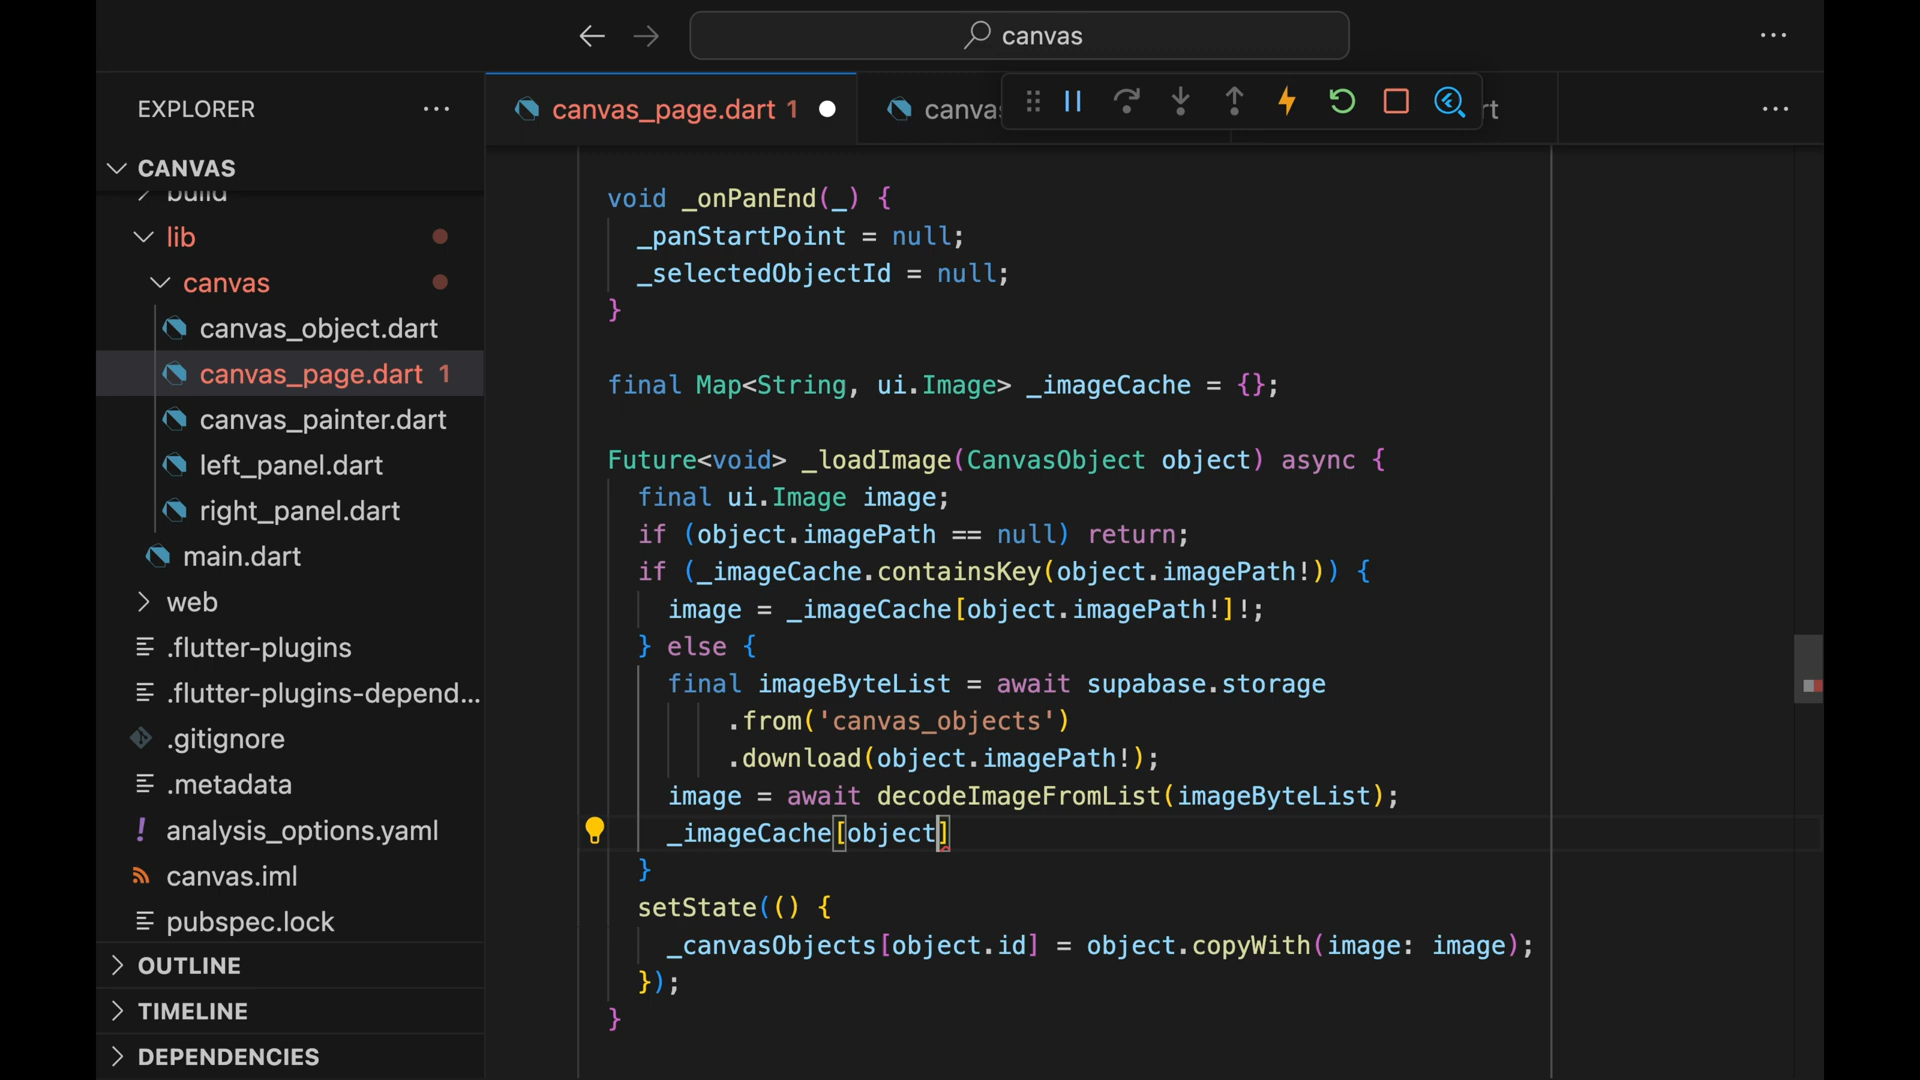 canvas
EXPLORER
canvas_page.dart 1
canvas
rt
CANVAS
build
lib
canvas
canvas_object.dart
canvas_page.dart 1
canvas_painter.dart
left_panel.dart
right_panel.dart
main.dart
web
.flutter-plugins
.flutter-plugins-depend...
.gitignore
.metadata
analysis_options.yaml
canvas.iml
pubspec.lock
OUTLINE
TIMELINE
DEPENDENCIES
void _onPanEnd(_) {
_panStartPoint = null;
_selectedObjectId = null;
}
final Map<String, ui.Image> _imageCache = {};
Future<void> _loadImage(CanvasObject object) async {
final ui.Image image;
if (object.imagePath == null) return;
if (_imageCache.containsKey(object.imagePath!)) {
image = _imageCache[object.imagePath!]!;
} else {
final imageByteList = await supabase.storage
.from('canvas_objects')
.download(object.imagePath!);
image = await decodeImageFromList(imageByteList);
_imageCache[object]
}
setState(() {
_canvasObjects[object.id] = object.copyWith(image: image);
});
}